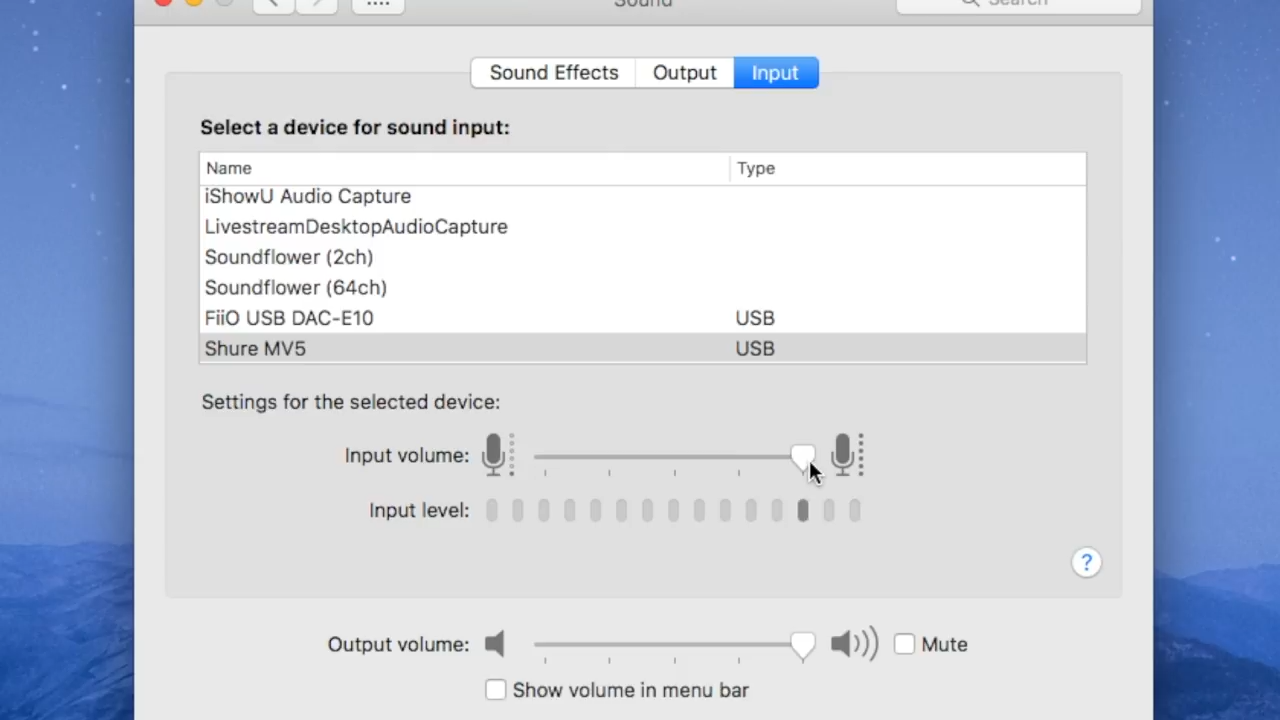 Sound
Search
Sound Effects Output Input
Select a device for sound input:
Name Type
iShowU Audio Capture
LivestreamDesktopAudioCapture
Soundflower (2ch)
Soundflower (64ch)
FiiO USB DAC-E10 USB
Shure MV5 USB
Settings for the selected device:
Input volume:
Input level:
?
Output volume: Mute
Show volume in menu bar